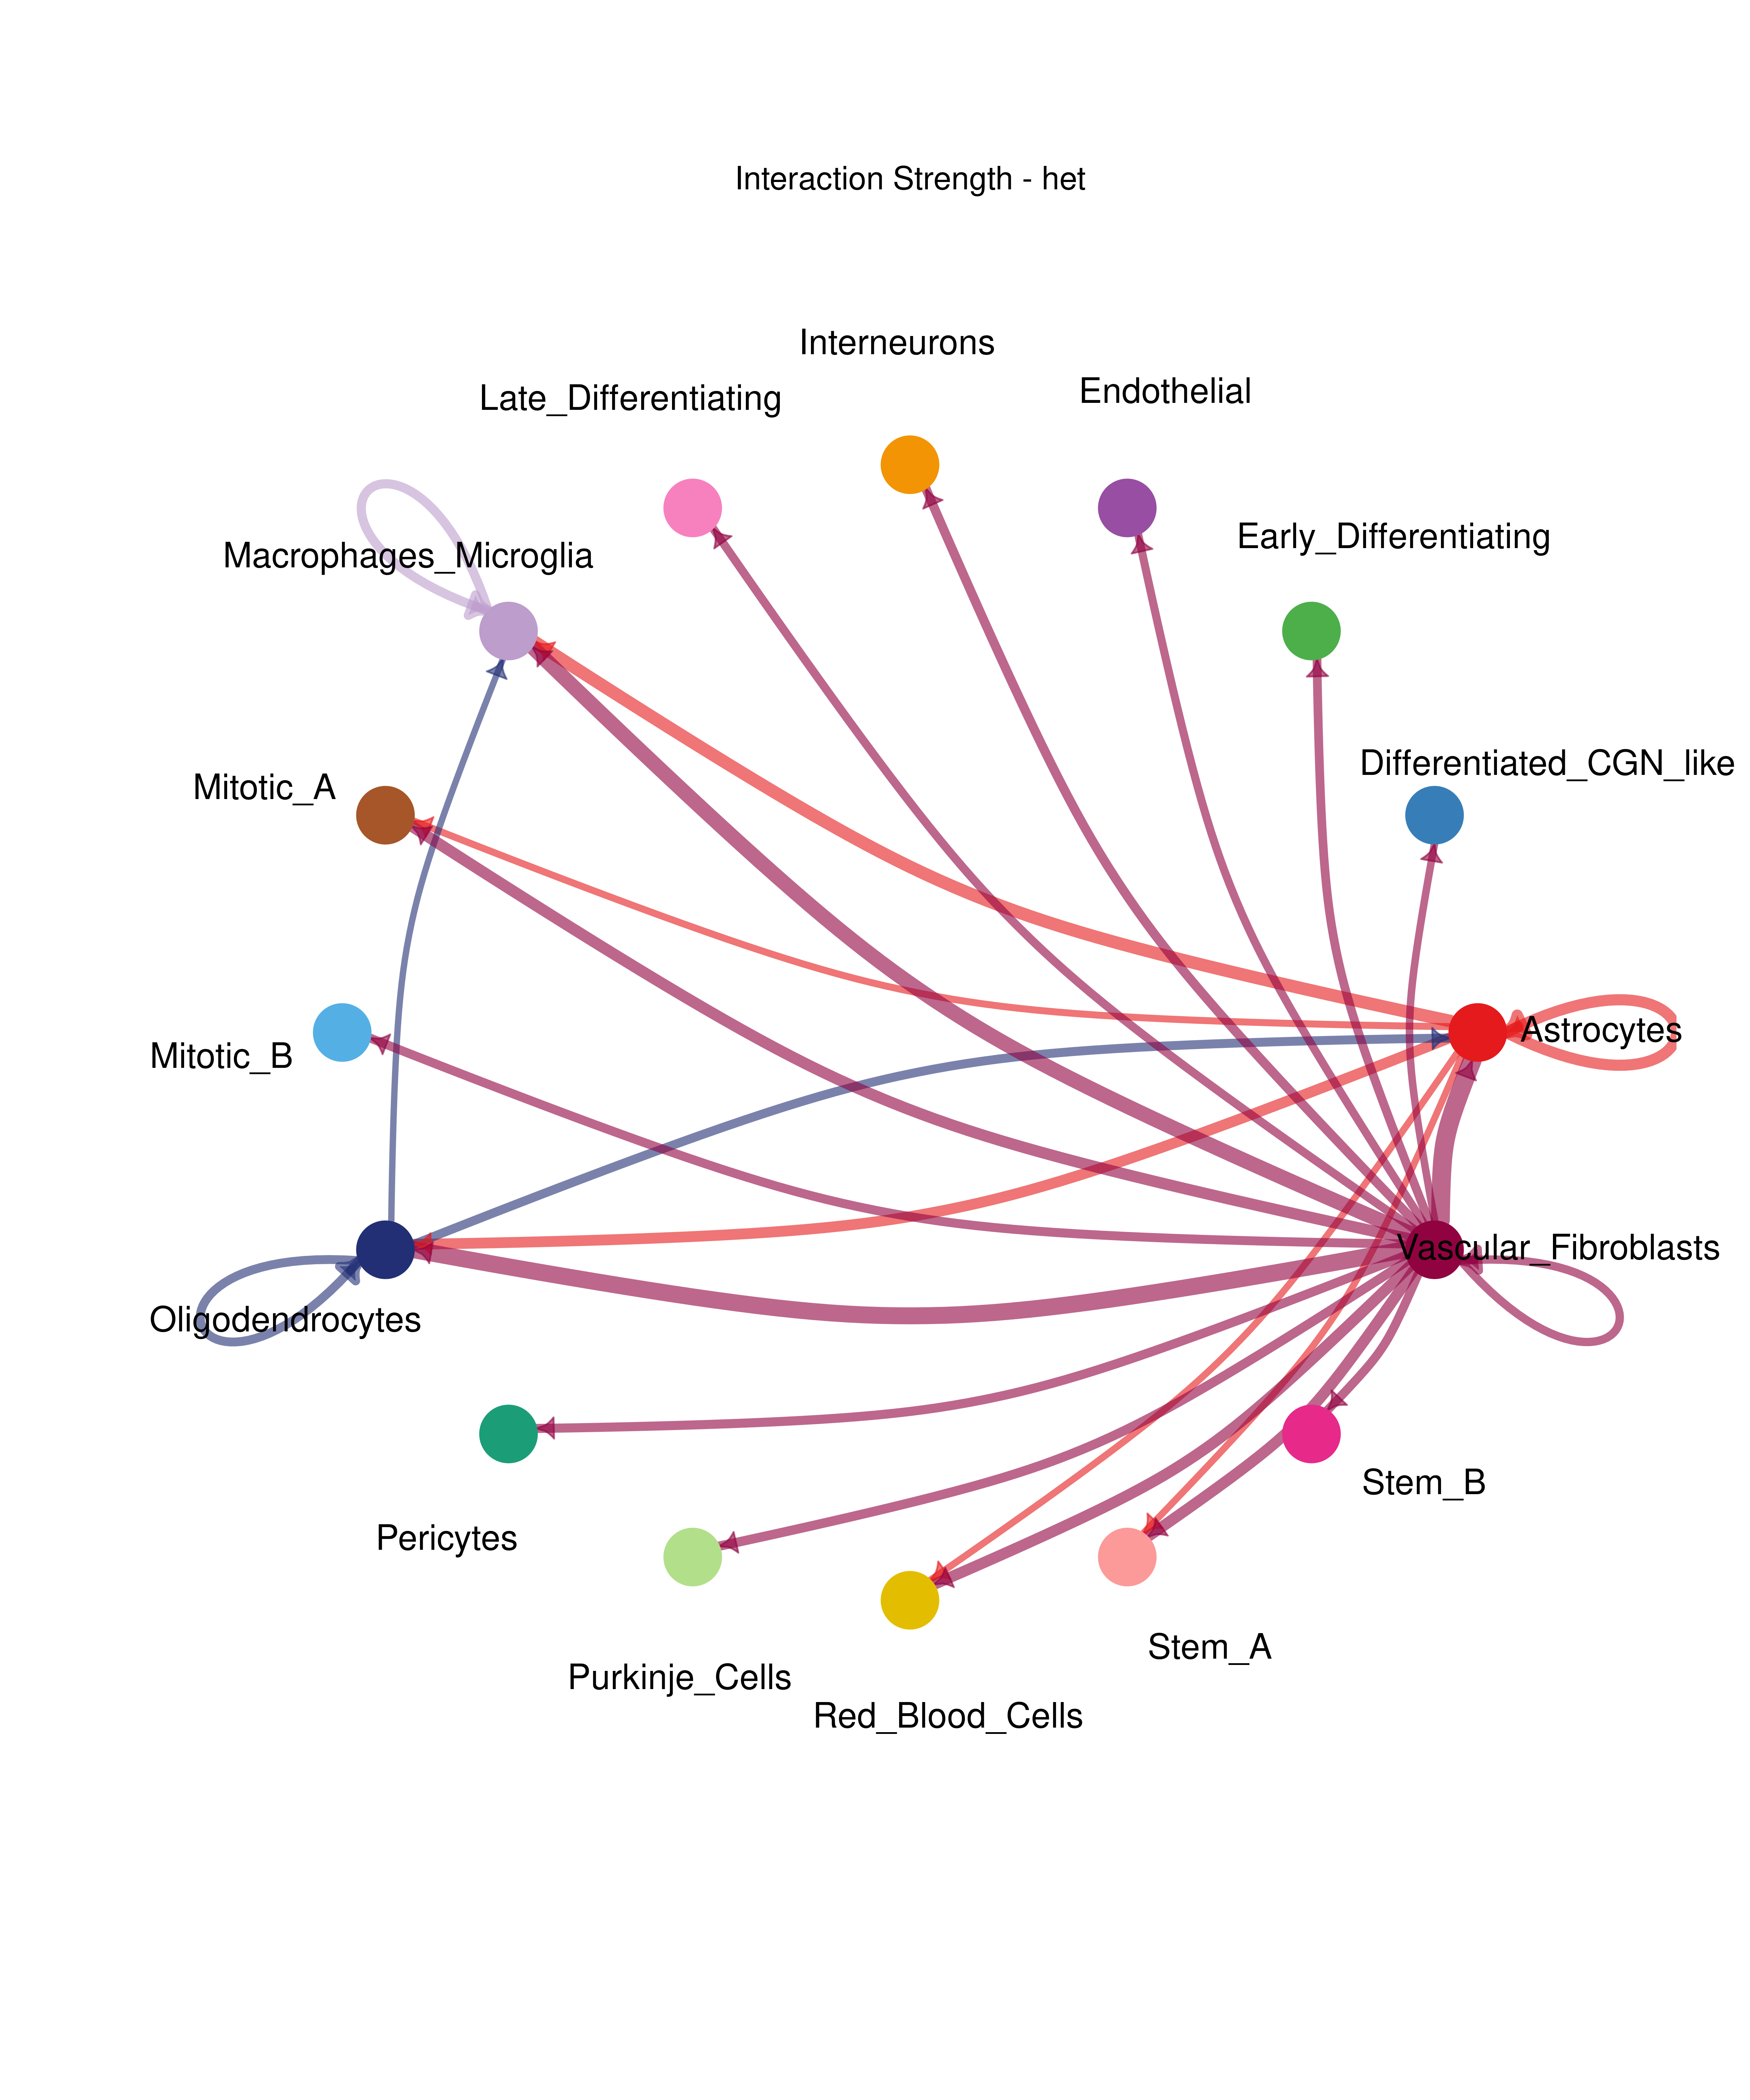 Interaction Strength - het
Interneurons
Endothelial
Late_Differentiating
Early_Differentiating
Macrophages_Microglia
Differentiated_CGN_like
Mitotic_A
Astrocytes
Mitotic_B
Vascular_Fibroblasts
Oligodendrocytes
Stem_B
Pericytes
Stem_A
Purkinje_Cells
Red_Blood_Cells